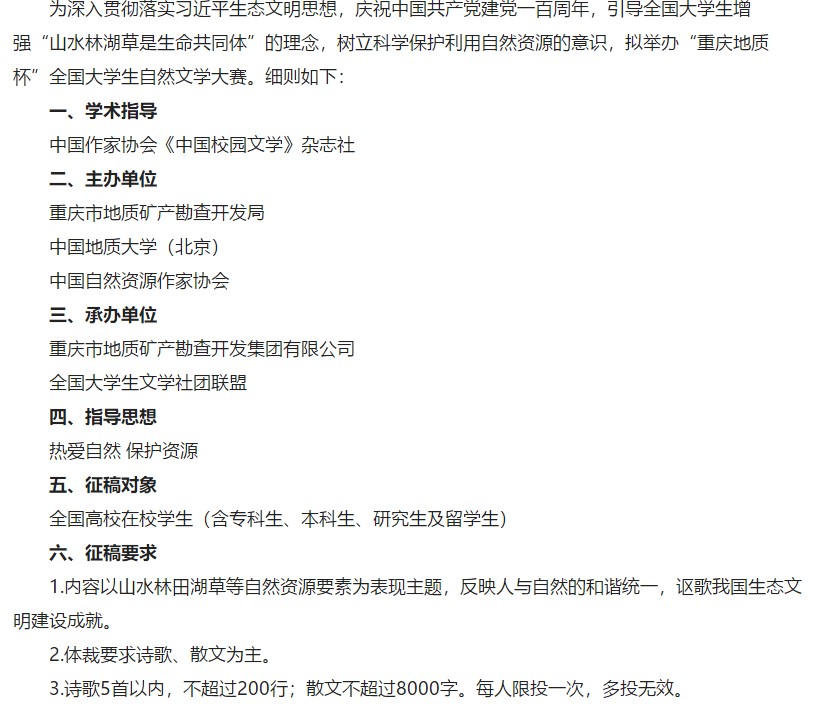 为深入贯彻落实习近平生态文明思想，庆祝中国共产党建党一百周年，引导全国大学生增
强“山水林湖草是生命共同体”的理念，树立科学保护利用自然资源的意识，拟举办“重庆地质
杯”全国大学生自然文学大赛。细则如下：
一、学术指导
中国作家协会《中国校园文学》杂志社
二、主办单位
重庆市地质矿产勘查开发局
中国地质大学（北京）
中国自然资源作家协会
三、承办单位
重庆市地质矿产勘查开发集团有限公司
全国大学生文学社团联盟
四、指导思想
热爱自然 保护资源
五、征稿对象
全国高校在校学生（含专科生、本科生、研究生及留学生）
六、征稿要求
1.内容以山水林田湖草等自然资源要素为表现主题，反映人与自然的和谐统一，讴歌我国生态文
明建设成就。
2.体裁要求诗歌、散文为主。
3.诗歌5首以内，不超过200行；散文不超过8000字。每人限投一次，多投无效。